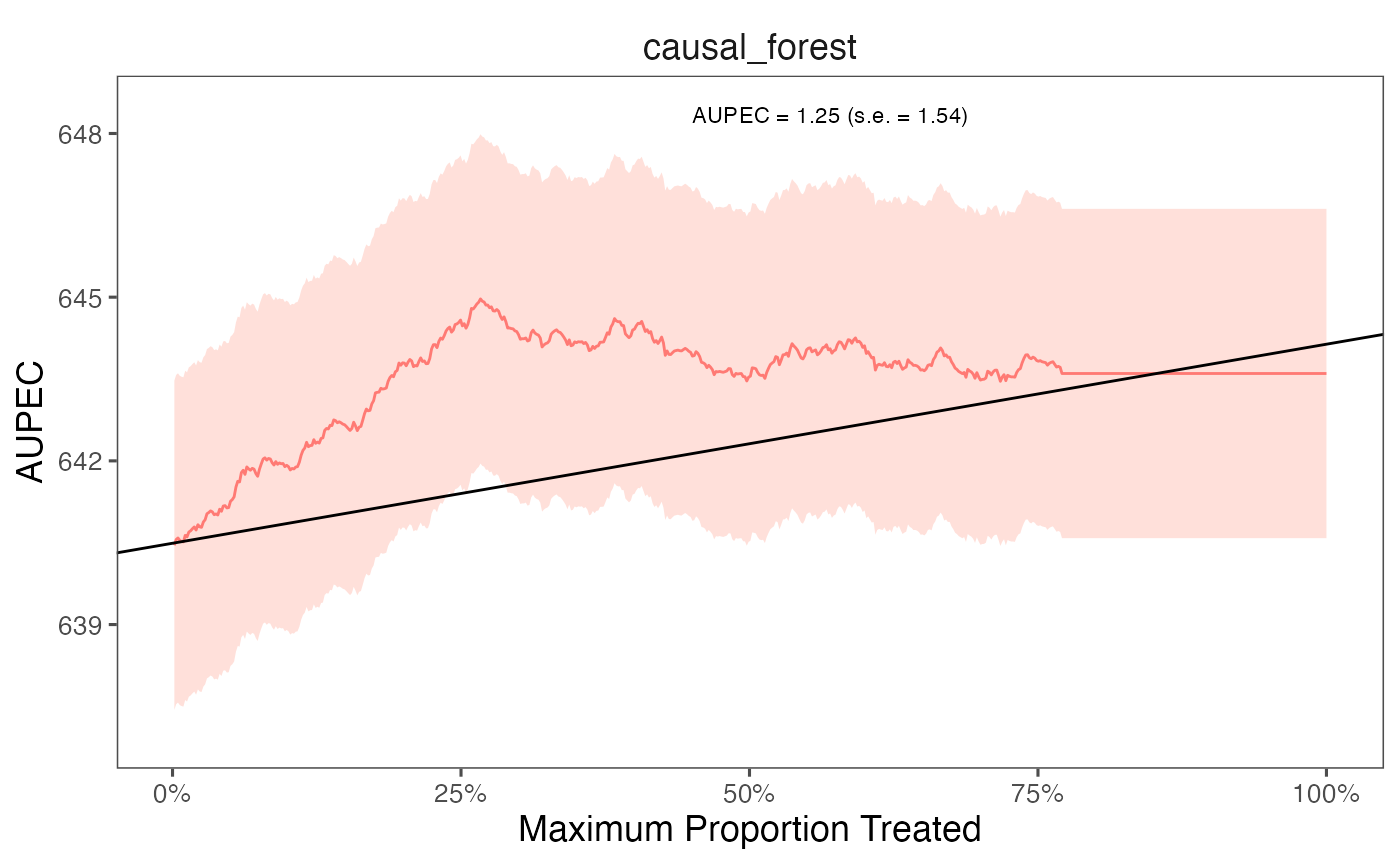 causal_forest
AUPEC = 1.25 (s.e. = 1.54)
648
645
642
639
AUPEC
0% 25% 50% 75% 100%
Maximum Proportion Treated